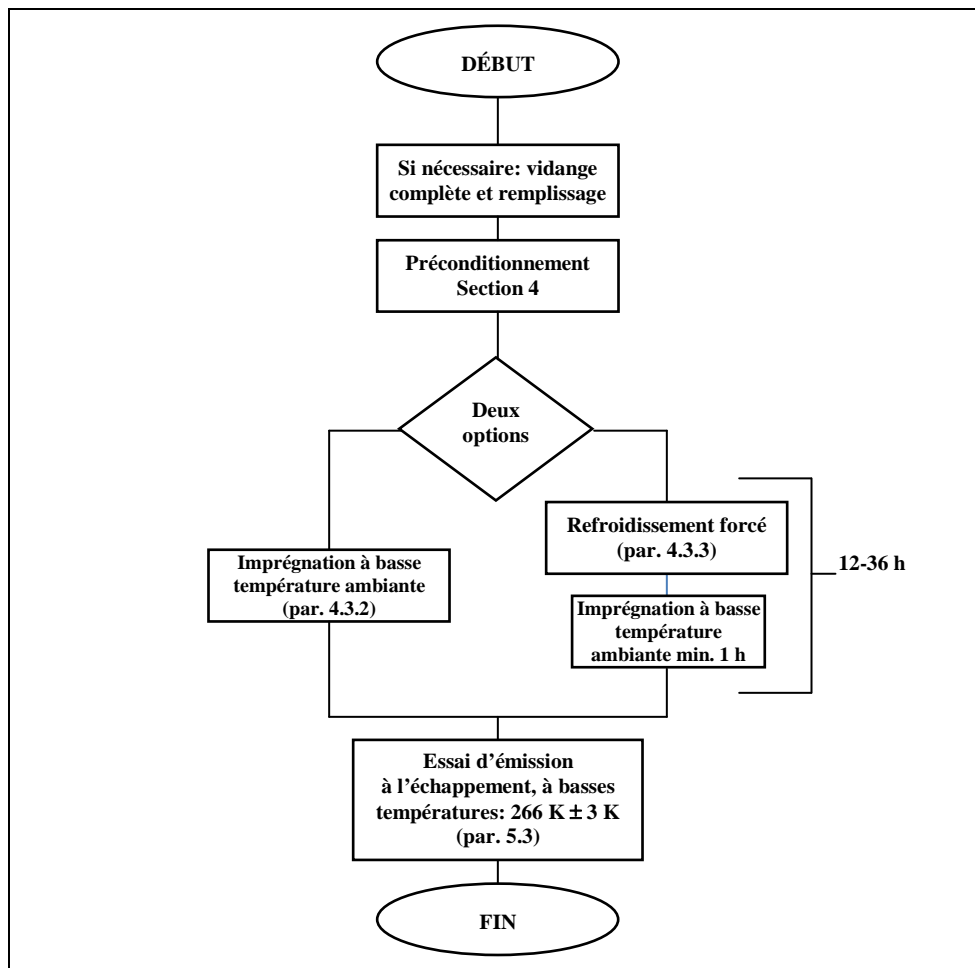 DÉBUT
Si nécessaire: vidange
complète et remplissage
Préconditionnement
Section 4
Deux
options
Imprégnation à basse
température ambiante
(par. 4.3.2)
Refroidissement forcé
(par. 4.3.3)
Imprégnation à basse
température
ambiante min. 1 h
12-36 h
Essai d’émission
à l’échappement, à basses
températures: 266 K ± 3 K
(par. 5.3)
FIN